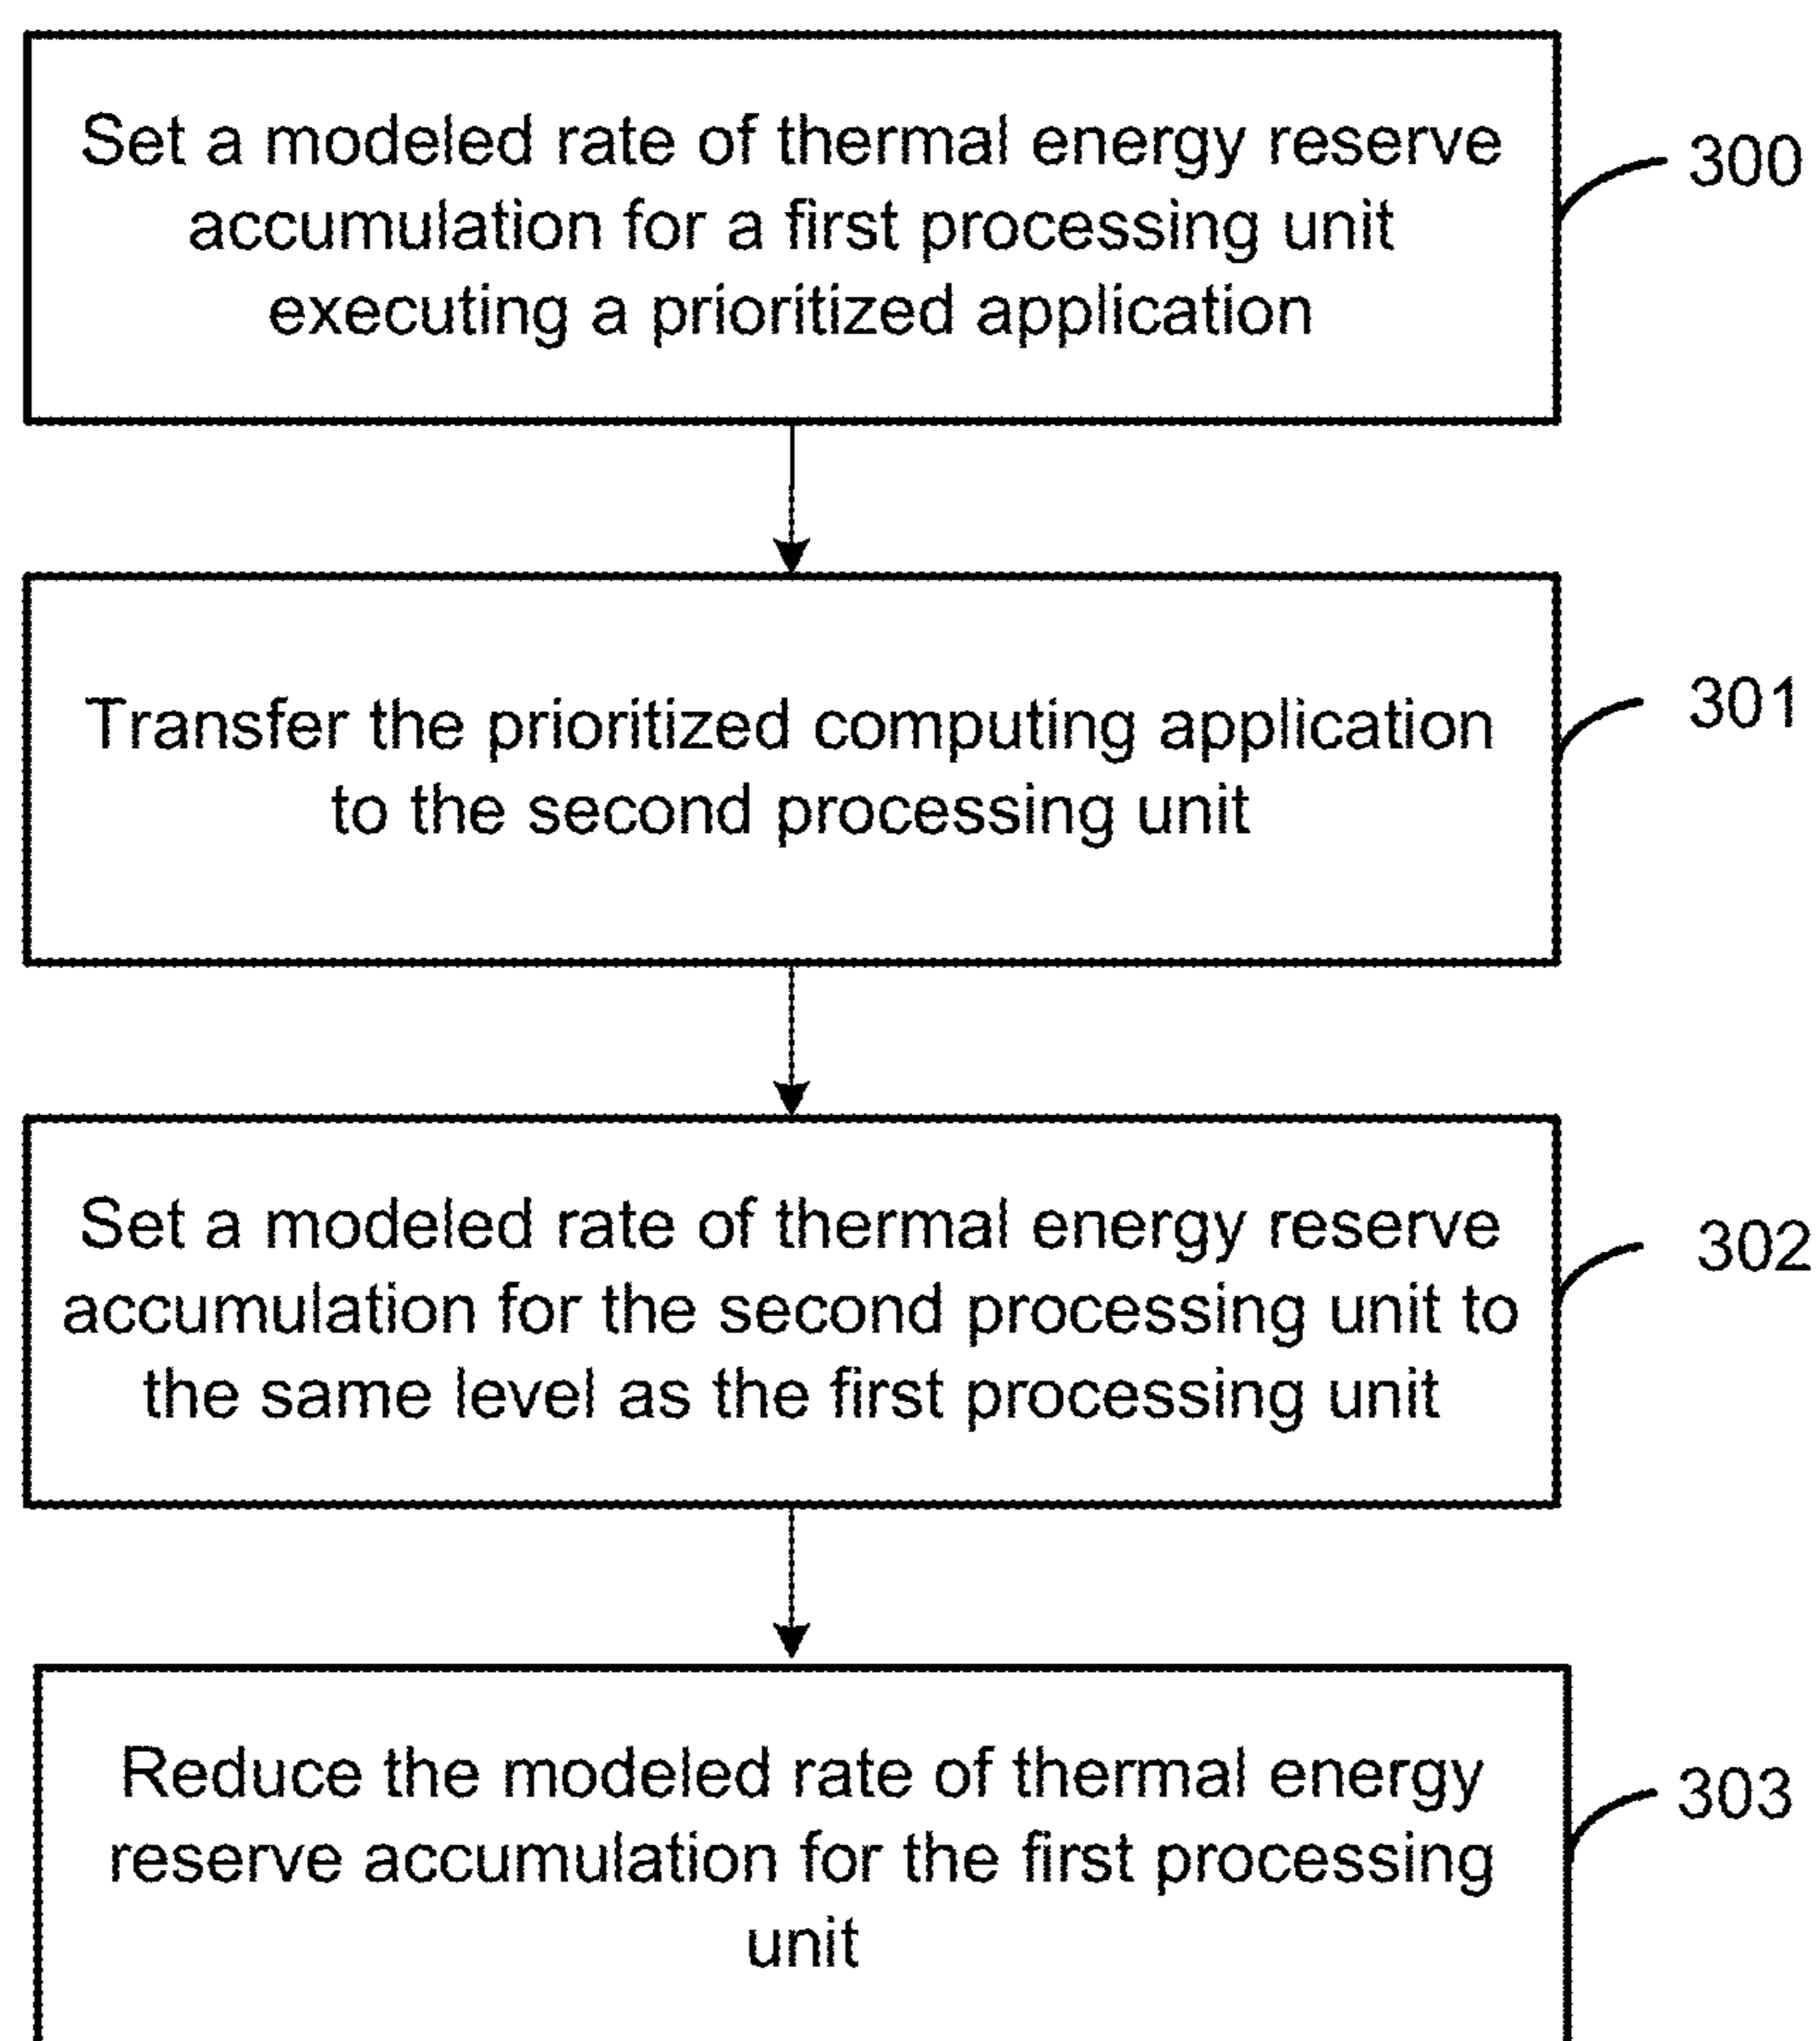 Set a modeled rate of thermal energy reserve
accumulation for a first processing unit
executing a prioritized application
300
Transfer the prioritized computing application
to the second processing unit
301
Set a modeled rate of thermal energy reserve
accumulation for the second processing unit to
the same level as the first processing unit
302
Reduce the modeled rate of thermal energy
reserve accumulation for the first processing
unit
303